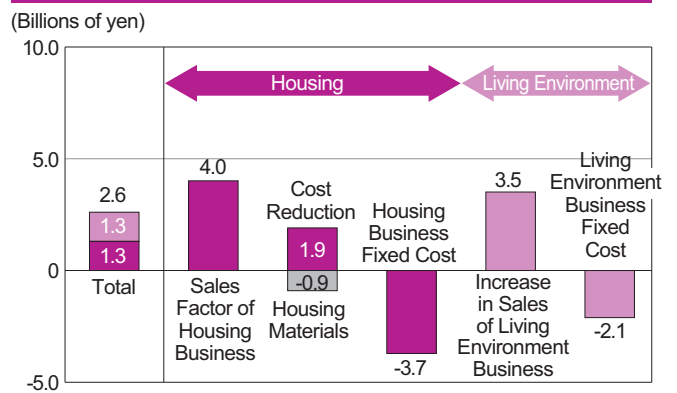 (Billions of yen)
10.0
Housing
Living Environment
5.0
4.0
Living
Environment
Business
Fixed
Cost
3.5
2.6
Cost
Reduction
Housing
Business
Fixed Cost
1.3
1.3
1.9
0
-0.9
Total
Sales
Factor of
Housing
Business
Housing
Materials
Increase
in Sales
of Living
Environment
Business
-3.7
-2.1
-5.0